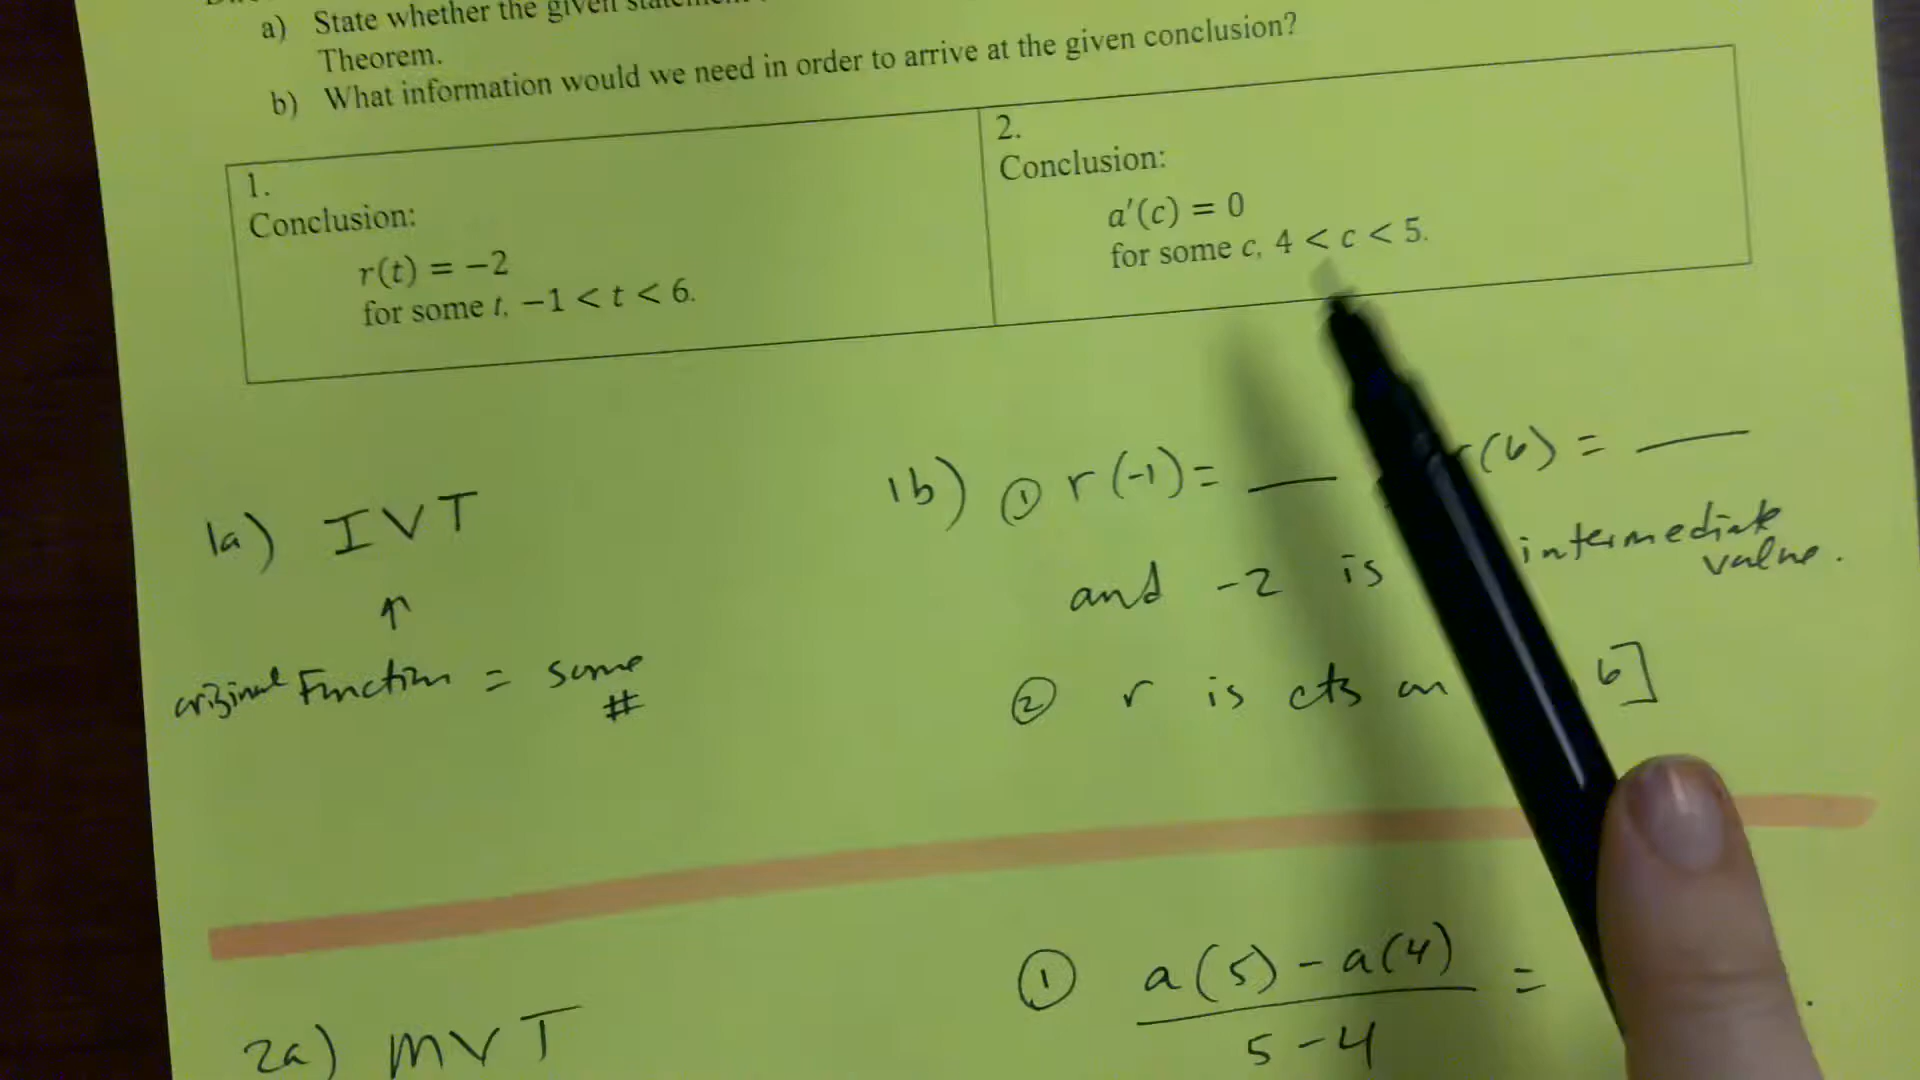 a) State whether the given
Theorem.
b) What information would we need in order to arrive at the given conclusion?
1.
Conclusion:
r(t) = −2
for some t, −1 < t < 6.
2.
Conclusion:
a′(c) = 0
for some c, 4 < c < 5.
1a) IVT
↑
original Function = some
#
1b) ① r(-1) = __ r(6) = __
and -2 is intermediate
value.
② r is cts on 6]
2a) MVT
① a(5) - a(4) =
5 - 4